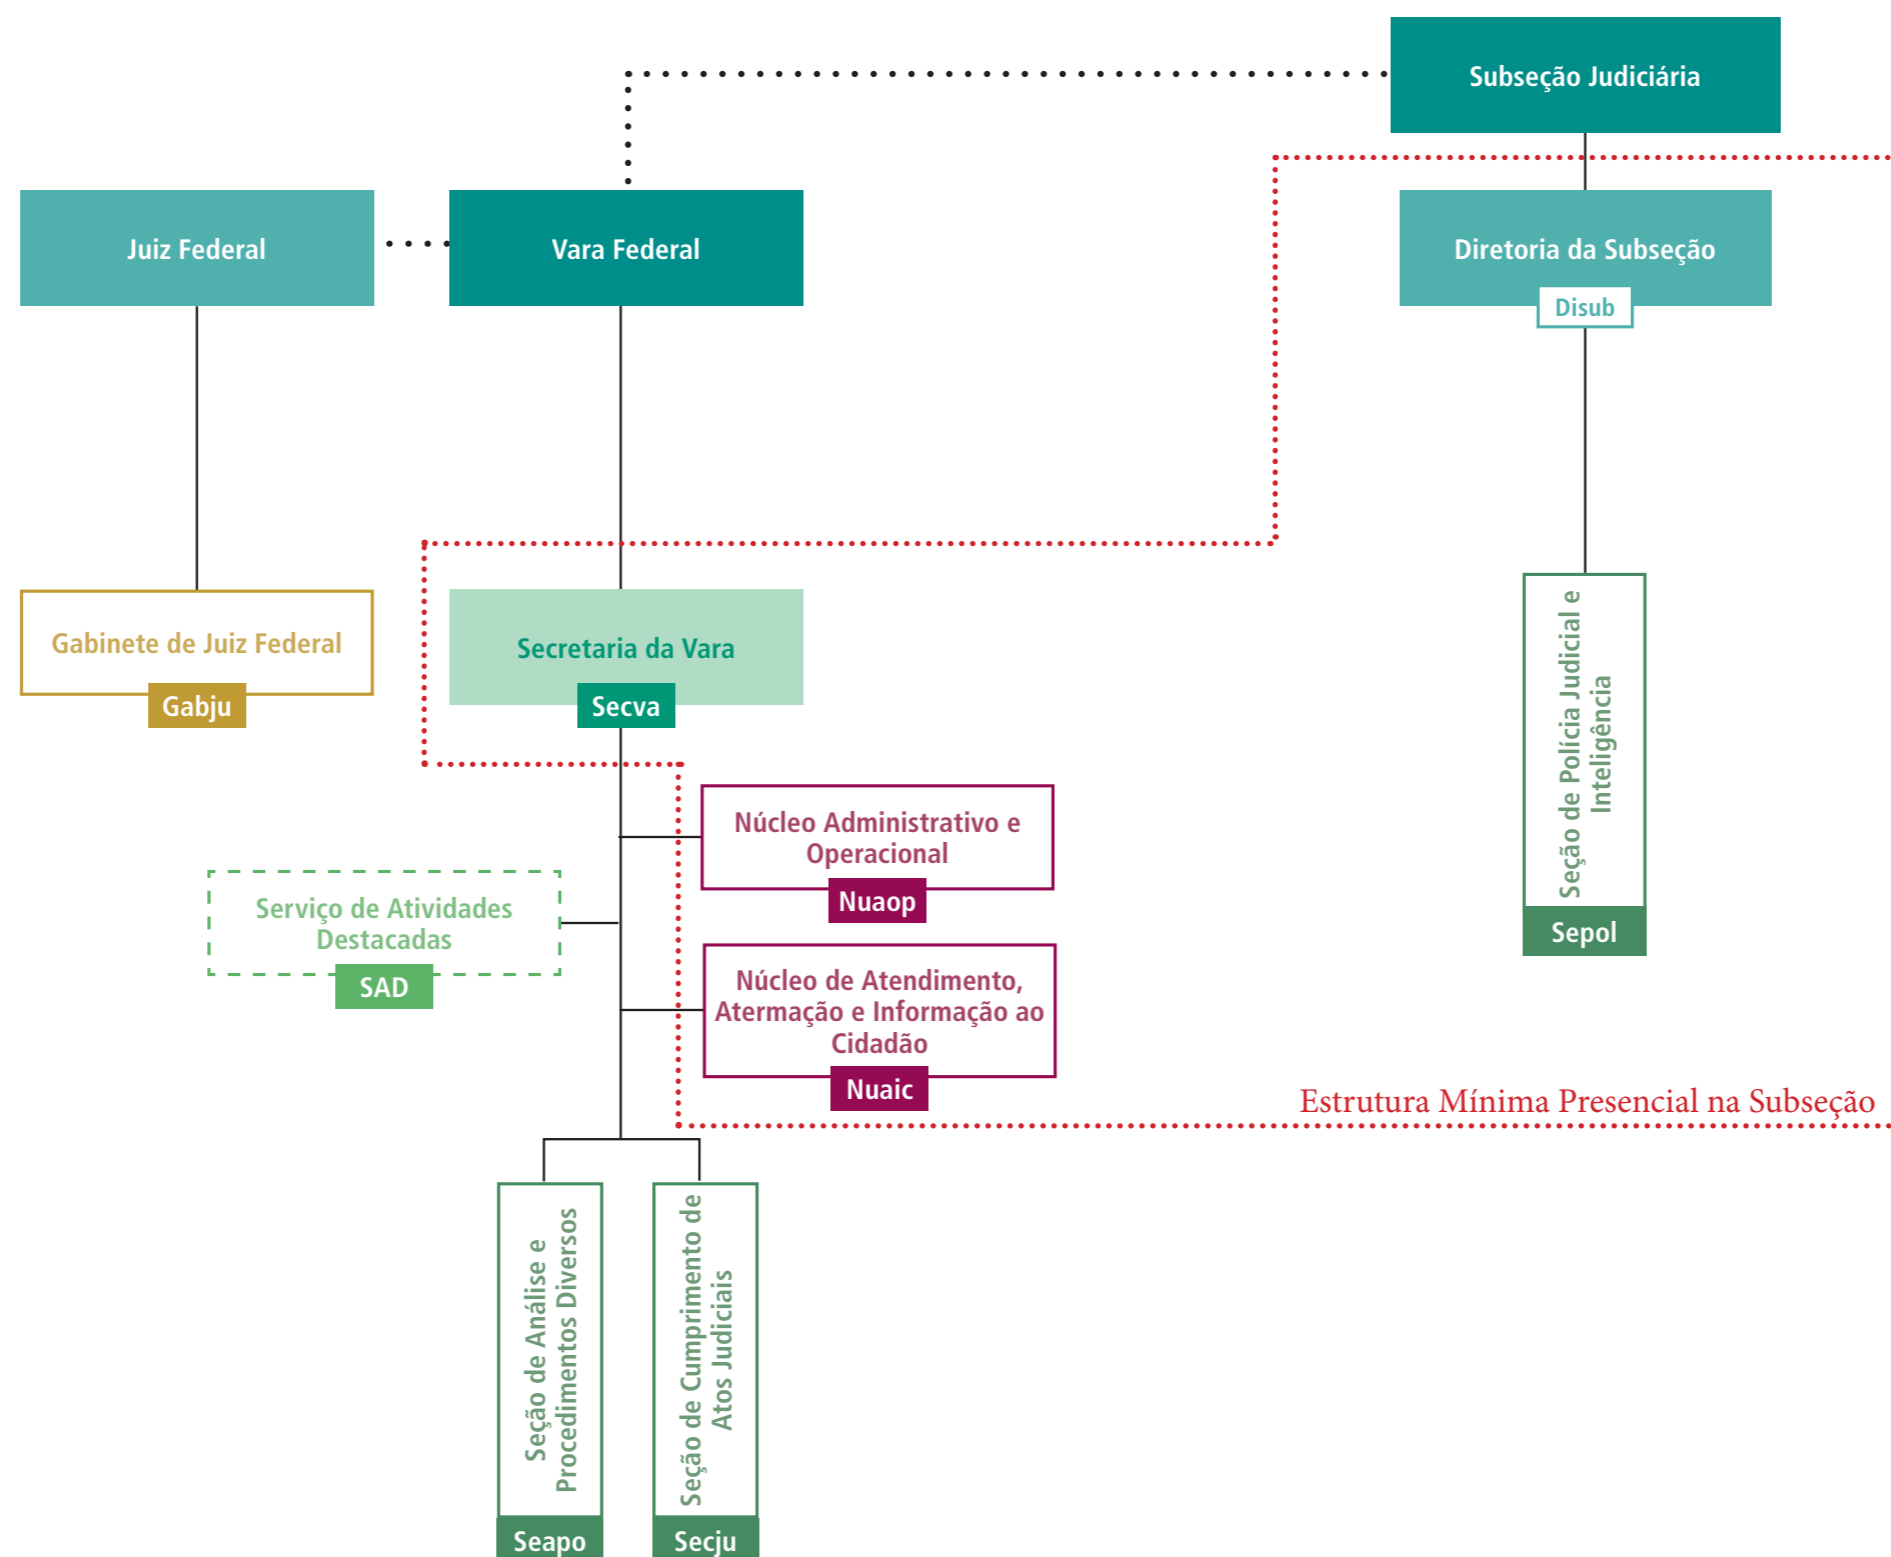 Subseção Judiciária
Juiz Federal
Vara Federal
Diretoria da Subseção
Disub
Gabinete de Juiz Federal
Gabju
Secretaria da Vara
Secva
Seção de Polícia Judicial e
Inteligência
Sepol
Núcleo Administrativo e
Operacional
Nuaop
Serviço de Atividades
Destacadas
SAD
Núcleo de Atendimento,
Atermação e Informação ao
Cidadão
Nuaic
Estrutura Mínima Presencial na Subseção
Seção de Análise e
Procedimentos Diversos
Seapo
Seção de Cumprimento de
Atos Judiciais
Secju